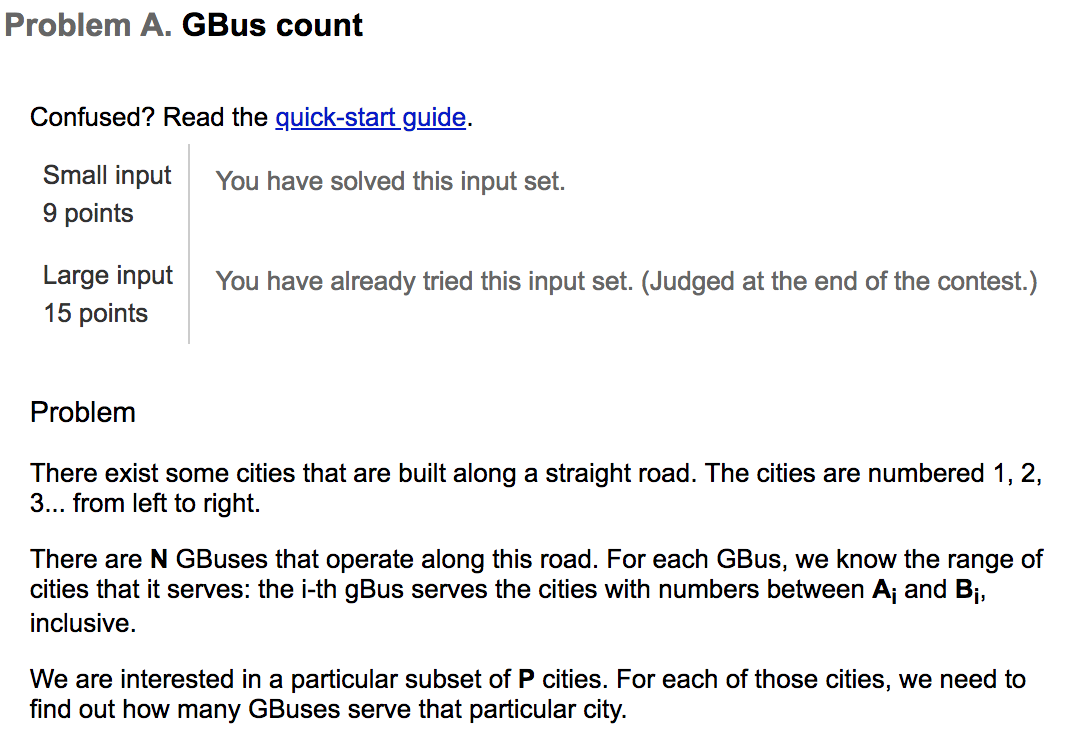 Problem A. GBus count
Confused? Read the quick-start guide.
Small input
9 points
You have solved this input set.
Large input
15 points
You have already tried this input set. (Judged at the end of the contest.)
Problem
There exist some cities that are built along a straight road. The cities are numbered 1, 2,
3... from left to right.
There are N GBuses that operate along this road. For each GBus, we know the range of
cities that it serves: the i-th gBus serves the cities with numbers between Ai and Bi,
inclusive.
We are interested in a particular subset of P cities. For each of those cities, we need to
find out how many GBuses serve that particular city.